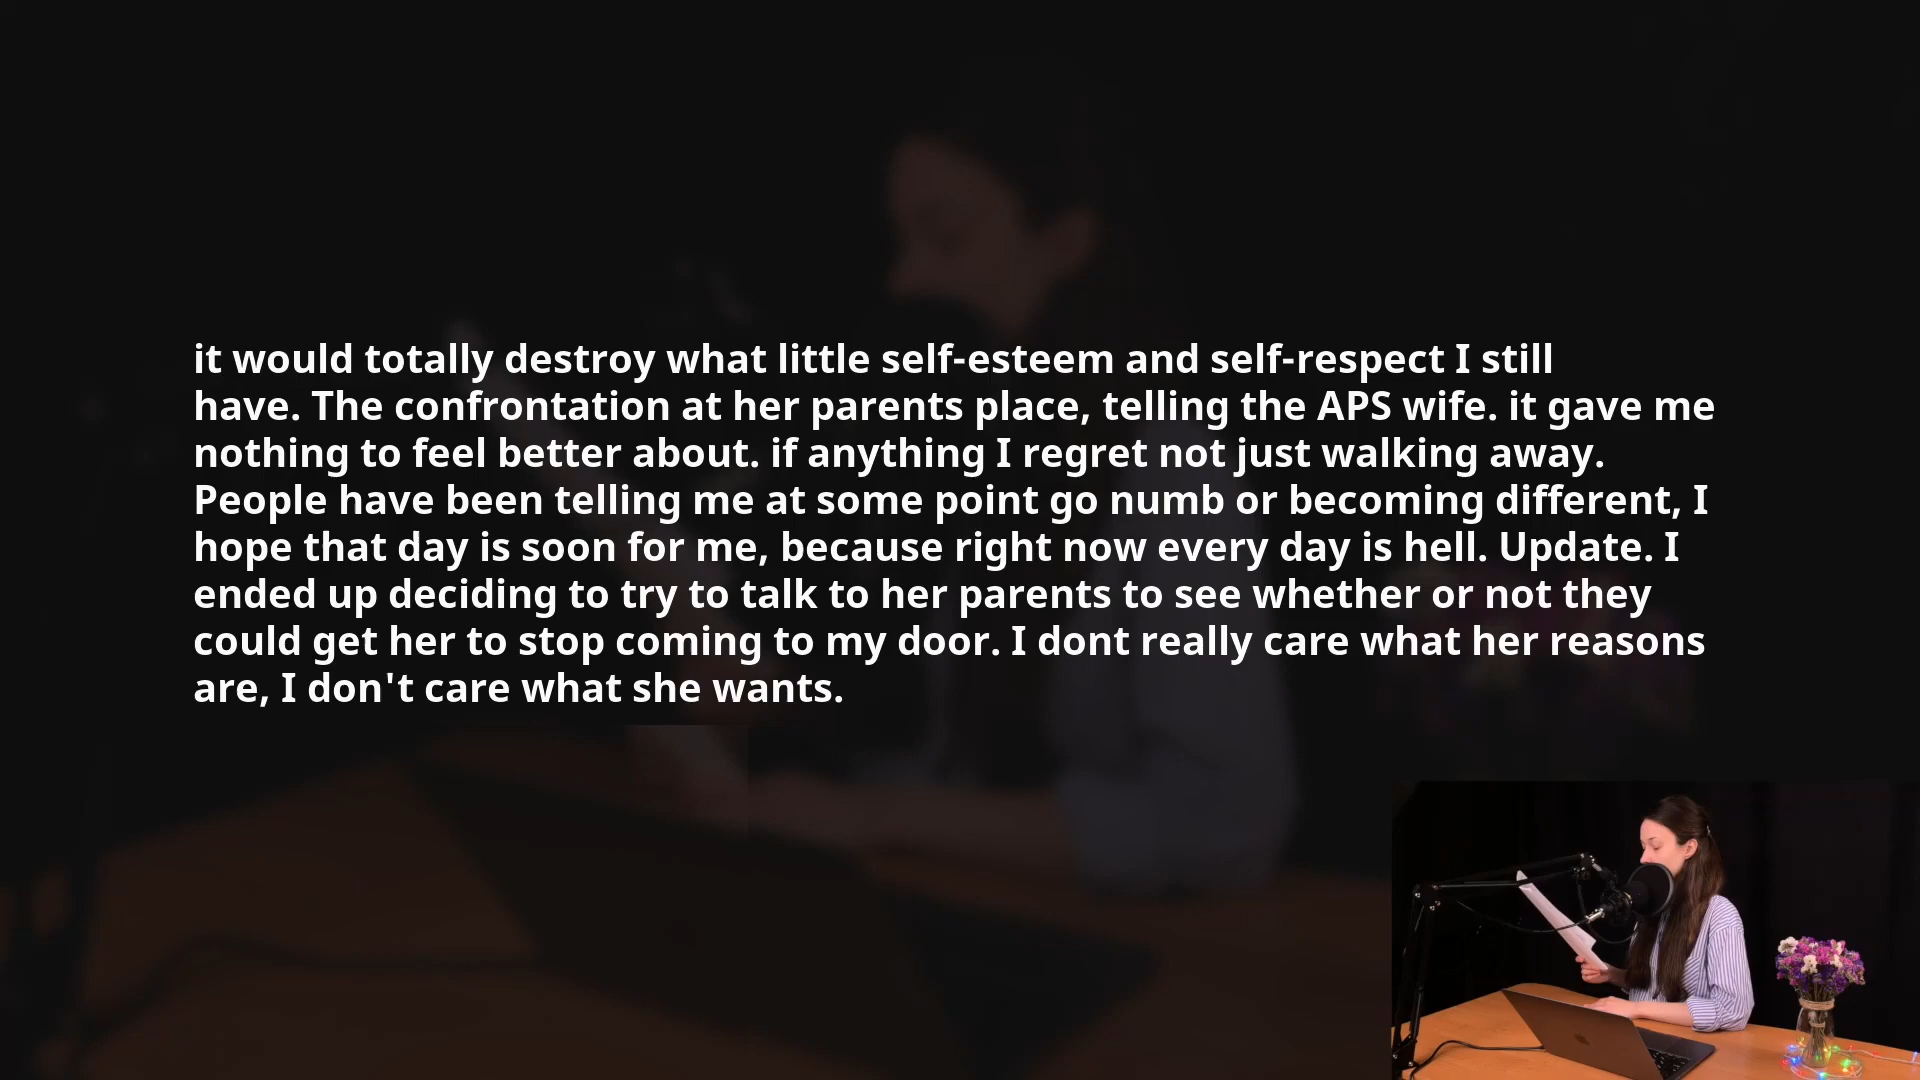 it would totally destroy what little self-esteem and self-respect I still
have. The confrontation at her parents place, telling the APS wife. it gave me
nothing to feel better about. if anything I regret not just walking away.
People have been telling me at some point go numb or becoming different, I
hope that day is soon for me, because right now every day is hell. Update. I
ended up deciding to try to talk to her parents to see whether or not they
could get her to stop coming to my door. I dont really care what her reasons
are, I don't care what she wants.